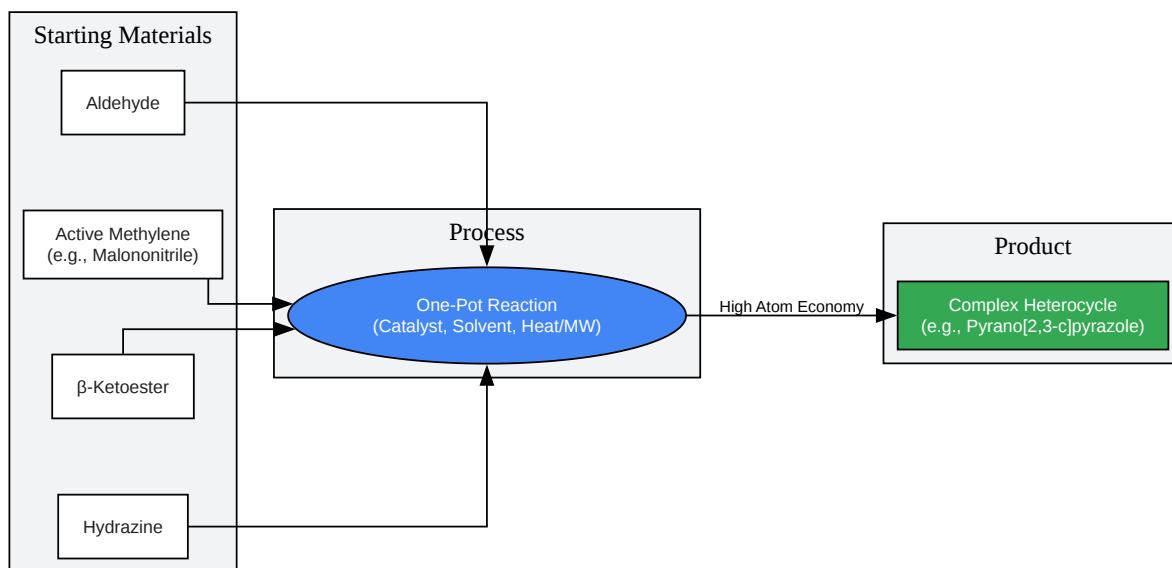 Starting Materials
Aldehyde
Active Methylene
(e.g., Malononitrile)
β-Ketoester
Hydrazine
Process
One-Pot Reaction
(Catalyst, Solvent, Heat/MW)
High Atom Economy
Product
Complex Heterocycle
(e.g., Pyrano[2,3-c]pyrazole)